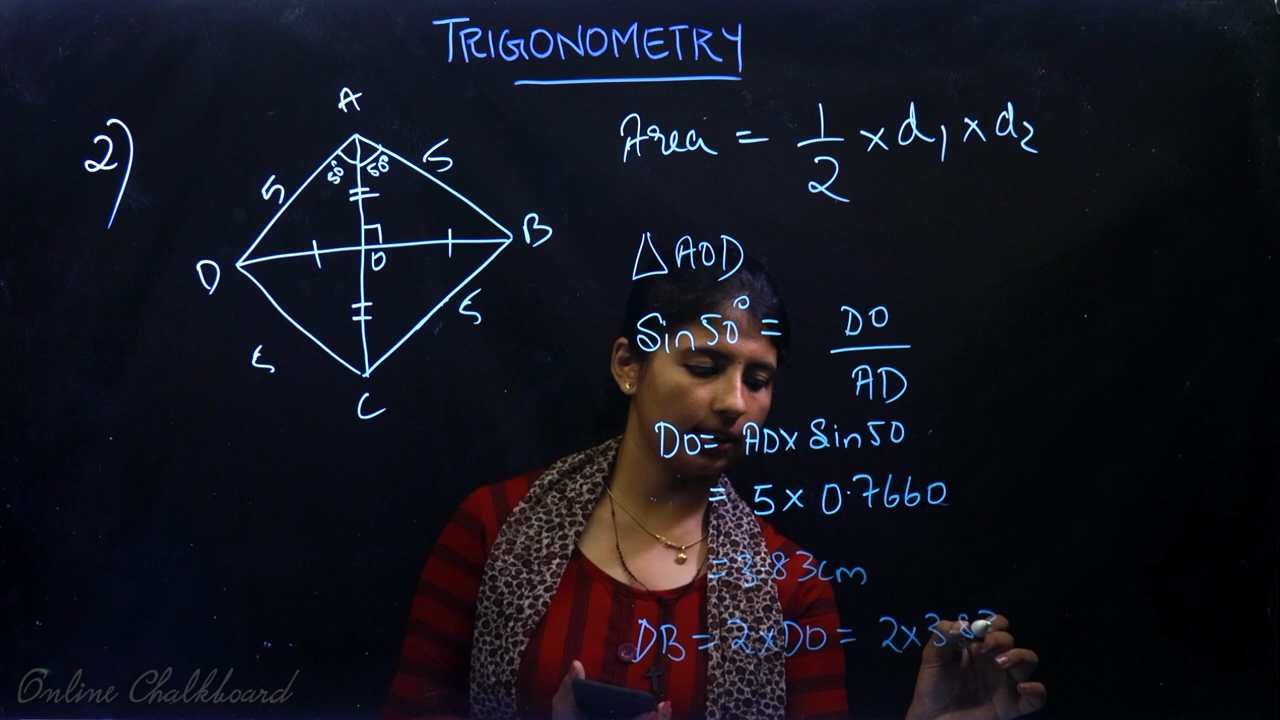 TRIGONOMETRY
2)
A
50° 50°
5
5
D
B
O
5
5
C
Area = 1/2 × d₁ × d₂
△AOD
Sin50° = DO/AD
DO= AD× Sin50
= 5 × 0.7660
= 3.83cm
DB = 2×DO = 2×3.83
Online Chalkboard